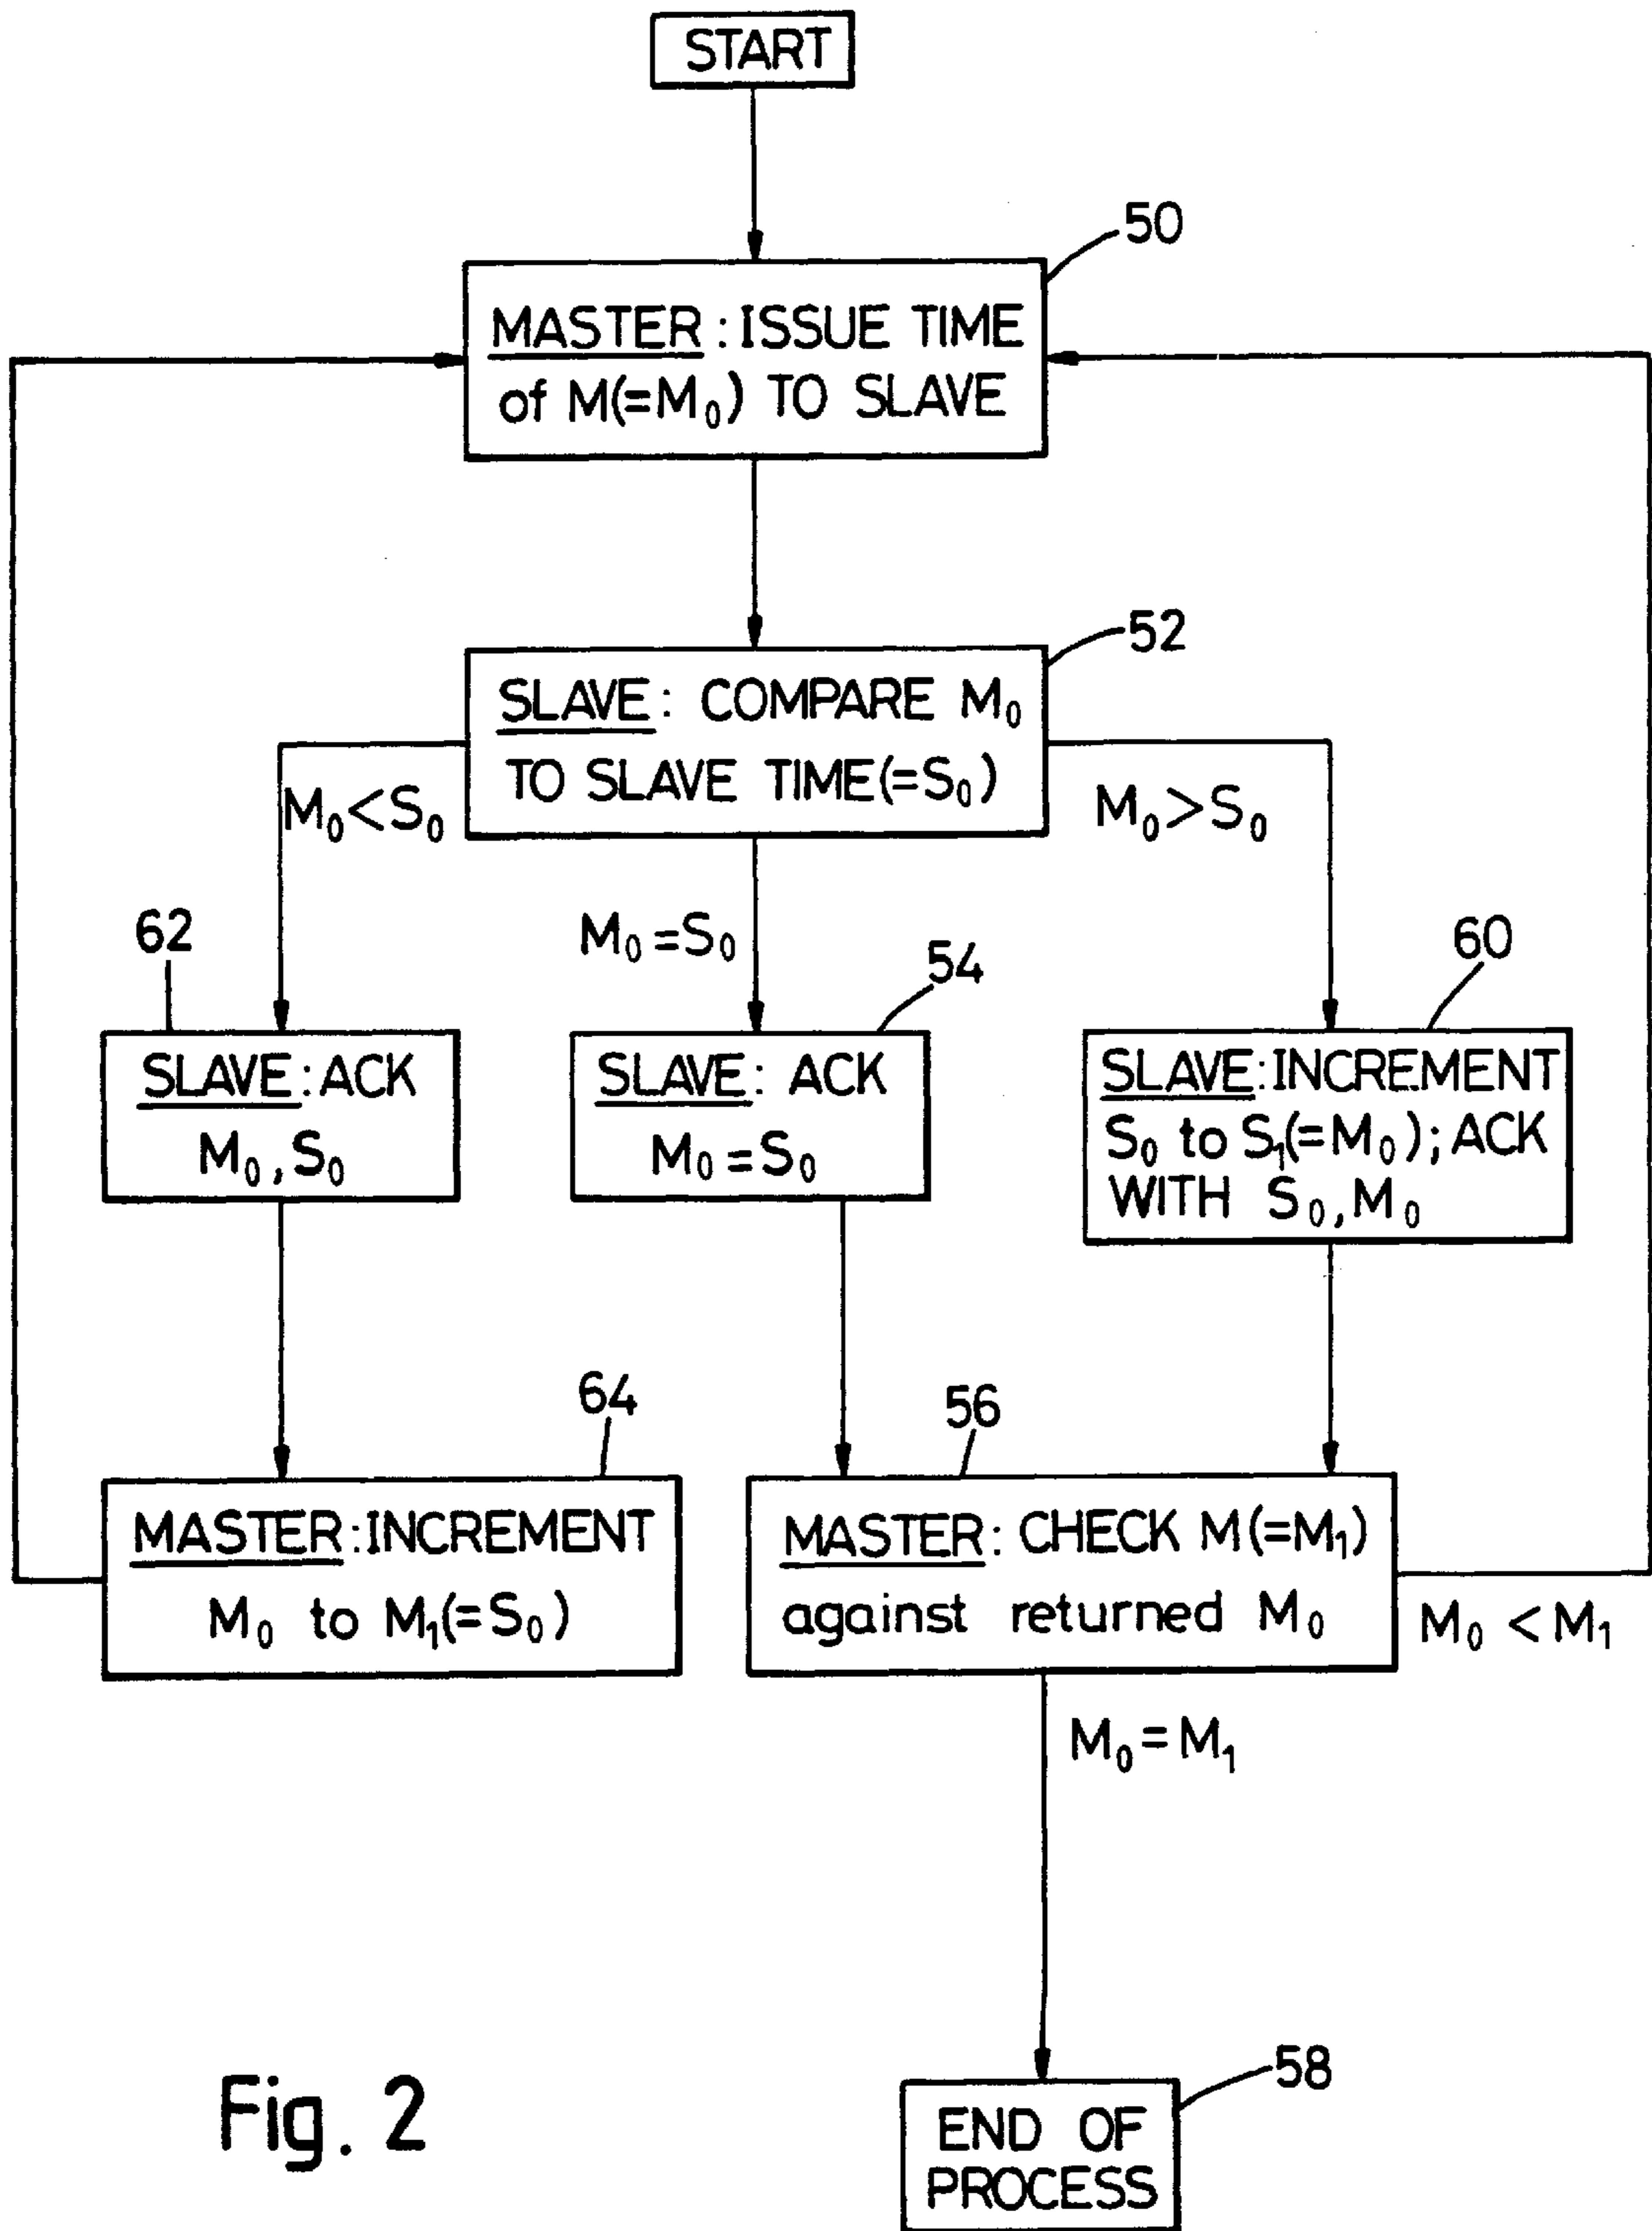 START
50
MASTER: ISSUE TIME
of M(=M₀) TO SLAVE
52
SLAVE: COMPARE M₀
TO SLAVE TIME(=S₀)
M₀<S₀
M₀=S₀
M₀>S₀
62
SLAVE: ACK
M₀,S₀
54
SLAVE: ACK
M₀=S₀
60
SLAVE:INCREMENT
S₀ to S₁(=M₀); ACK
WITH S₀,M₀
64
MASTER:INCREMENT
M₀ to M₁(=S₀)
56
MASTER: CHECK M(=M₁)
against returned M₀
M₀ < M₁
M₀=M₁
58
END OF
PROCESS
Fig. 2